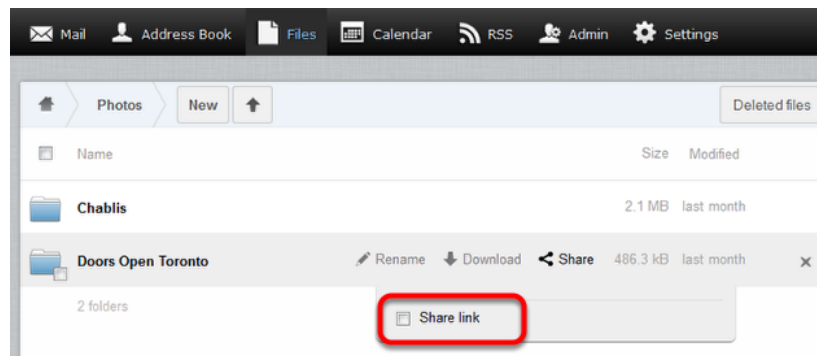 Mail Address Book Files Calendar RSS Admin Settings
Photos New Deleted files
Name Size Modified
Chablis 2.1 MB last month
Doors Open Toronto Rename Download Share 486.3 kB last month
2 folders
Share link